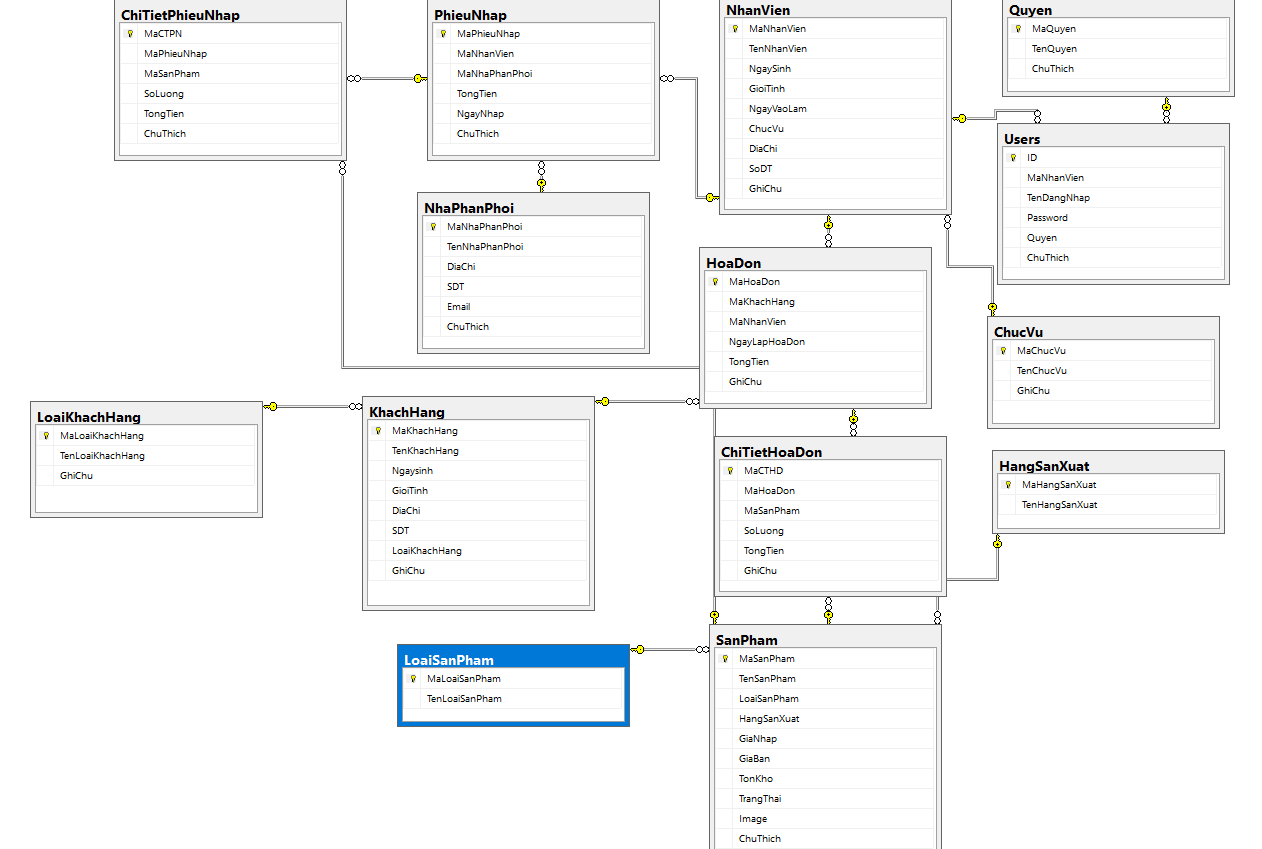 ChiTietPhieuNhap
MaCTPN
MaPhieuNhap
MaSanPham
SoLuong
TongTien
ChuThich
PhieuNhap
MaPhieuNhap
MaNhanVien
MaNhaPhanPhoi
TongTien
NgayNhap
ChuThich
NhanVien
MaNhanVien
TenNhanVien
NgaySinh
GioiTinh
NgayVaoLam
ChucVu
DiaChi
SoDT
GhiChu
Quyen
MaQuyen
TenQuyen
ChuThich
Users
ID
MaNhanVien
TenDangNhap
Password
Quyen
ChuThich
NhaPhanPhoi
MaNhaPhanPhoi
TenNhaPhanPhoi
DiaChi
SDT
Email
ChuThich
HoaDon
MaHoaDon
MaKhachHang
MaNhanVien
NgayLapHoaDon
TongTien
GhiChu
ChucVu
MaChucVu
TenChucVu
GhiChu
LoaiKhachHang
MaLoaiKhachHang
TenLoaiKhachHang
GhiChu
KhachHang
MaKhachHang
TenKhachHang
Ngaysinh
GioiTinh
DiaChi
SDT
LoaiKhachHang
GhiChu
ChiTietHoaDon
MaCTHD
MaHoaDon
MaSanPham
SoLuong
TongTien
GhiChu
HangSanXuat
MaHangSanXuat
TenHangSanXuat
LoaiSanPham
MaLoaiSanPham
TenLoaiSanPham
SanPham
MaSanPham
TenSanPham
LoaiSanPham
HangSanXuat
GiaNhap
GiaBan
TonKho
TrangThai
Image
ChuThich